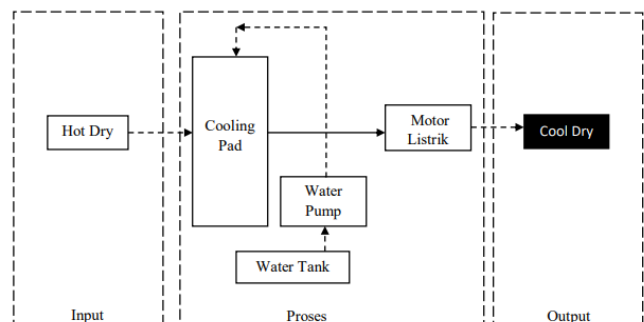 Hot Dry
Cooling
Pad
Motor
Listrik
Cool Dry
Water
Pump
Water Tank
Input
Proses
Output